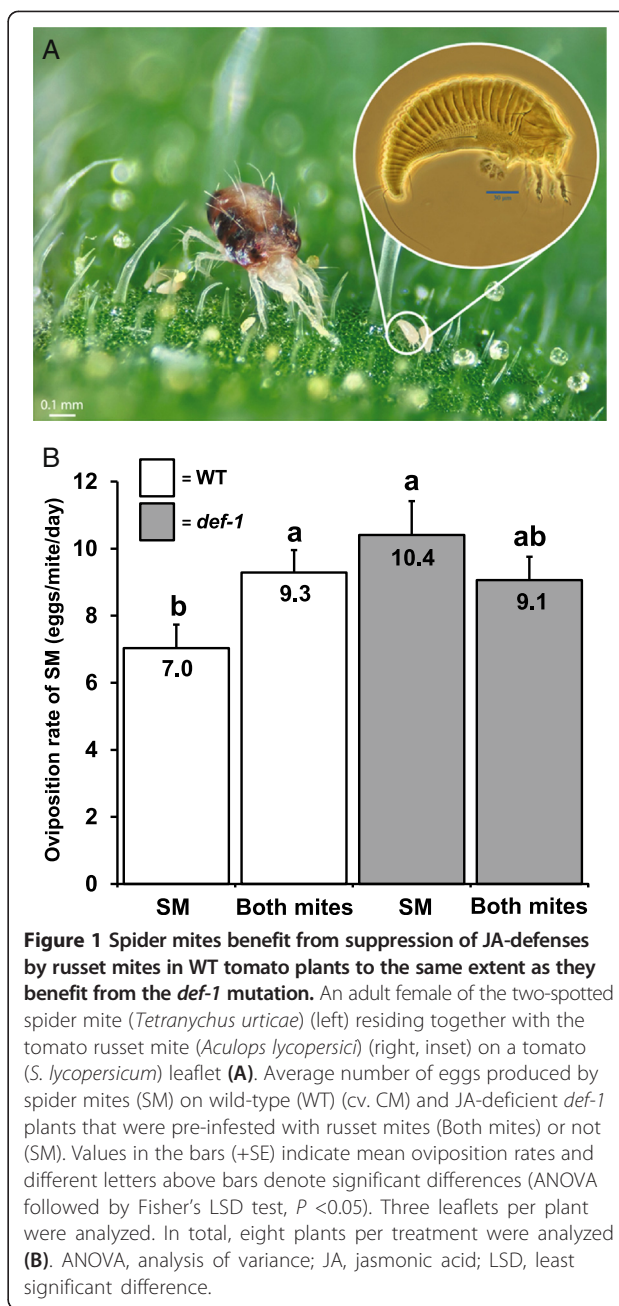 A
50 µm
0.1 mm
B
Oviposition rate of SM (eggs/mite/day)
12
10
8
6
4
2
0
= WT
= def-1
b
7.0
a
9.3
a
10.4
ab
9.1
SM
Both mites
SM
Both mites
Figure 1 Spider mites benefit from suppression of JA-defenses
by russet mites in WT tomato plants to the same extent as they
benefit from the def-1 mutation. An adult female of the two-spotted
spider mite (Tetranychus urticae) (left) residing together with the
tomato russet mite (Aculops lycopersici) (right, inset) on a tomato
(S. lycopersicum) leaflet (A). Average number of eggs produced by
spider mites (SM) on wild-type (WT) (cv. CM) and JA-deficient def-1
plants that were pre-infested with russet mites (Both mites) or not
(SM). Values in the bars (+SE) indicate mean oviposition rates and
different letters above bars denote significant differences (ANOVA
followed by Fisher's LSD test, P <0.05). Three leaflets per plant
were analyzed. In total, eight plants per treatment were analyzed
(B). ANOVA, analysis of variance; JA, jasmonic acid; LSD, least
significant difference.